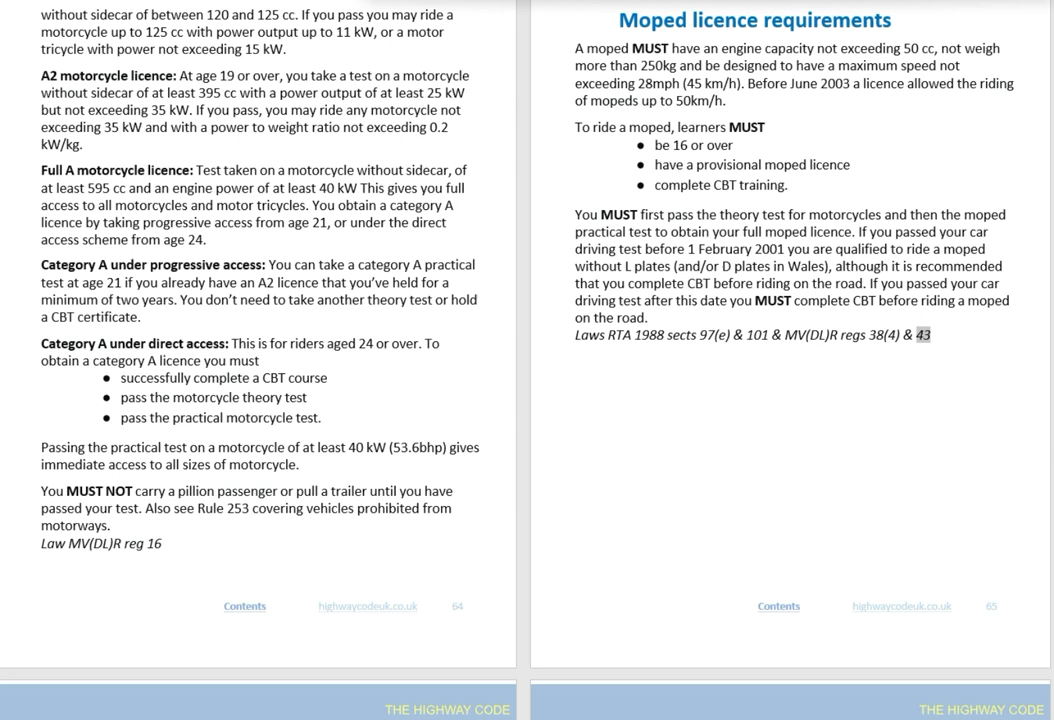 without sidecar of between 120 and 125 cc. If you pass you may ride a
motorcycle up to 125 cc with power output up to 11 kW, or a motor
tricycle with power not exceeding 15 kW.
A2 motorcycle licence: At age 19 or over, you take a test on a motorcycle
without sidecar of at least 395 cc with a power output of at least 25 kW
but not exceeding 35 kW. If you pass, you may ride any motorcycle not
exceeding 35 kW and with a power to weight ratio not exceeding 0.2
kW/kg.
Full A motorcycle licence: Test taken on a motorcycle without sidecar, of
at least 595 cc and an engine power of at least 40 kW This gives you full
access to all motorcycles and motor tricycles. You obtain a category A
licence by taking progressive access from age 21, or under the direct
access scheme from age 24.
Category A under progressive access: You can take a category A practical
test at age 21 if you already have an A2 licence that you've held for a
minimum of two years. You don't need to take another theory test or hold
a CBT certificate.
Category A under direct access: This is for riders aged 24 or over. To
obtain a category A licence you must
● successfully complete a CBT course
● pass the motorcycle theory test
● pass the practical motorcycle test.
Passing the practical test on a motorcycle of at least 40 kW (53.6bhp) gives
immediate access to all sizes of motorcycle.
You MUST NOT carry a pillion passenger or pull a trailer until you have
passed your test. Also see Rule 253 covering vehicles prohibited from
motorways.
Law MV(DL)R reg 16
Contents highwaycodeuk.co.uk 64
THE HIGHWAY CODE
Moped licence requirements
A moped MUST have an engine capacity not exceeding 50 cc, not weigh
more than 250kg and be designed to have a maximum speed not
exceeding 28mph (45 km/h). Before June 2003 a licence allowed the riding
of mopeds up to 50km/h.
To ride a moped, learners MUST
● be 16 or over
● have a provisional moped licence
● complete CBT training.
You MUST first pass the theory test for motorcycles and then the moped
practical test to obtain your full moped licence. If you passed your car
driving test before 1 February 2001 you are qualified to ride a moped
without L plates (and/or D plates in Wales), although it is recommended
that you complete CBT before riding on the road. If you passed your car
driving test after this date you MUST complete CBT before riding a moped
on the road.
Laws RTA 1988 sects 97(e) & 101 & MV(DL)R regs 38(4) & 43
Contents highwaycodeuk.co.uk 65
THE HIGHWAY CODE